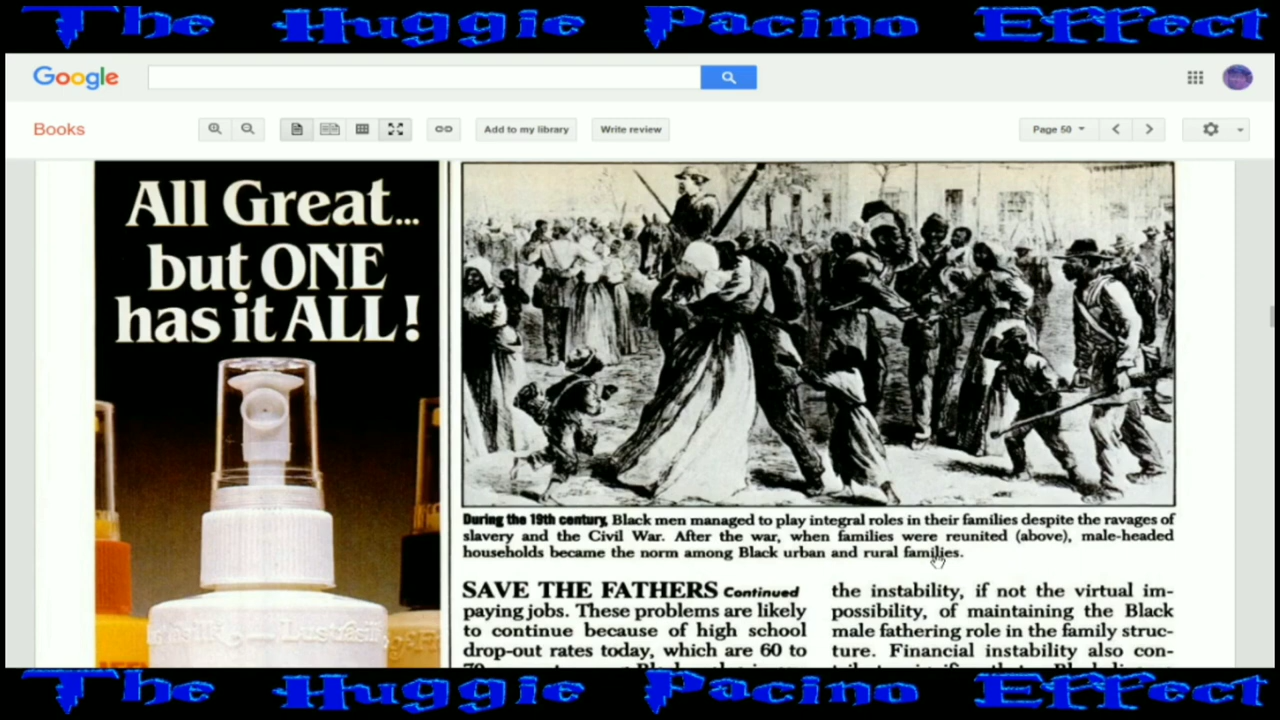 The Huggie Pacino Effect
Google
Books
Add to my library
Write review
Page 50
All Great...
but ONE
has it ALL!
Lustrasilk
During the 19th century, Black men managed to play integral roles in their families despite the ravages of
slavery and the Civil War. After the war, when families were reunited (above), male-headed
households became the norm among Black urban and rural families.
SAVE THE FATHERS Continued
paying jobs. These problems are likely
to continue because of high school
drop-out rates today, which are 60 to
the instability, if not the virtual im-
possibility, of maintaining the Black
male fathering role in the family struc-
ture. Financial instability also con-
The Huggie Pacino Effect